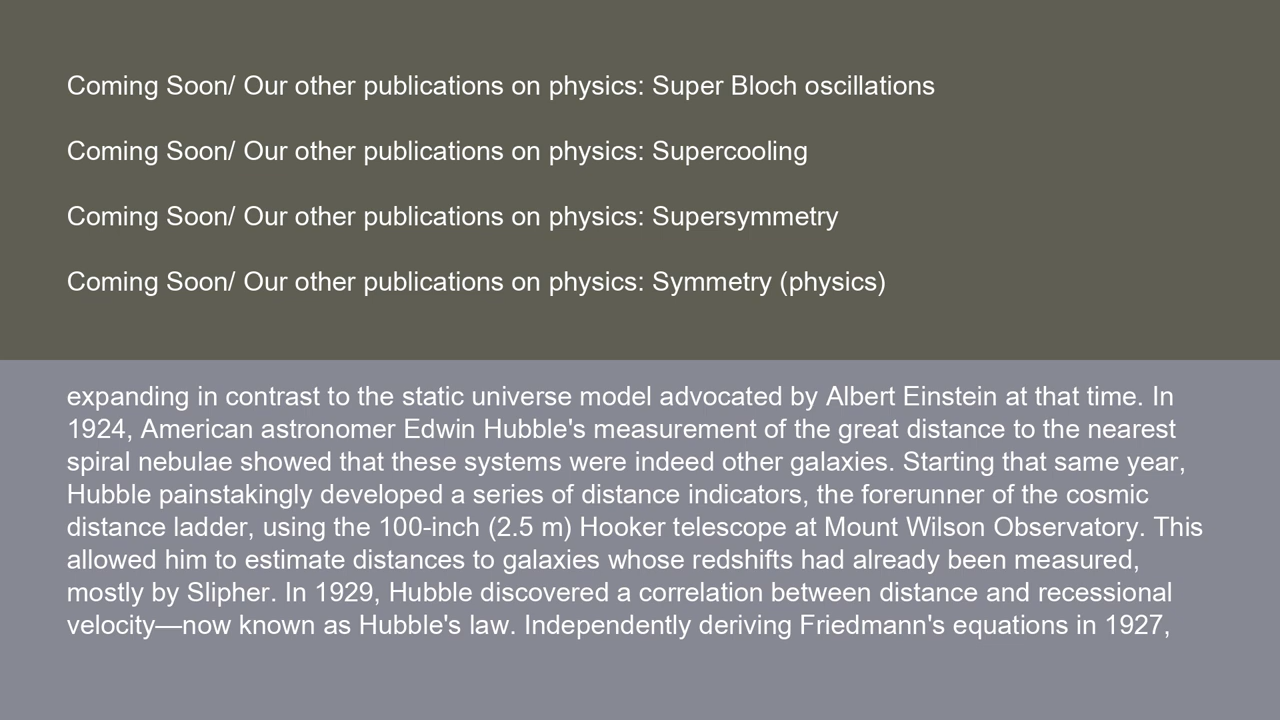 Coming Soon/ Our other publications on physics: Super Bloch oscillations
Coming Soon/ Our other publications on physics: Supercooling
Coming Soon/ Our other publications on physics: Supersymmetry
Coming Soon/ Our other publications on physics: Symmetry (physics)
expanding in contrast to the static universe model advocated by Albert Einstein at that time. In
1924, American astronomer Edwin Hubble's measurement of the great distance to the nearest
spiral nebulae showed that these systems were indeed other galaxies. Starting that same year,
Hubble painstakingly developed a series of distance indicators, the forerunner of the cosmic
distance ladder, using the 100-inch (2.5 m) Hooker telescope at Mount Wilson Observatory. This
allowed him to estimate distances to galaxies whose redshifts had already been measured,
mostly by Slipher. In 1929, Hubble discovered a correlation between distance and recessional
velocity—now known as Hubble's law. Independently deriving Friedmann's equations in 1927,